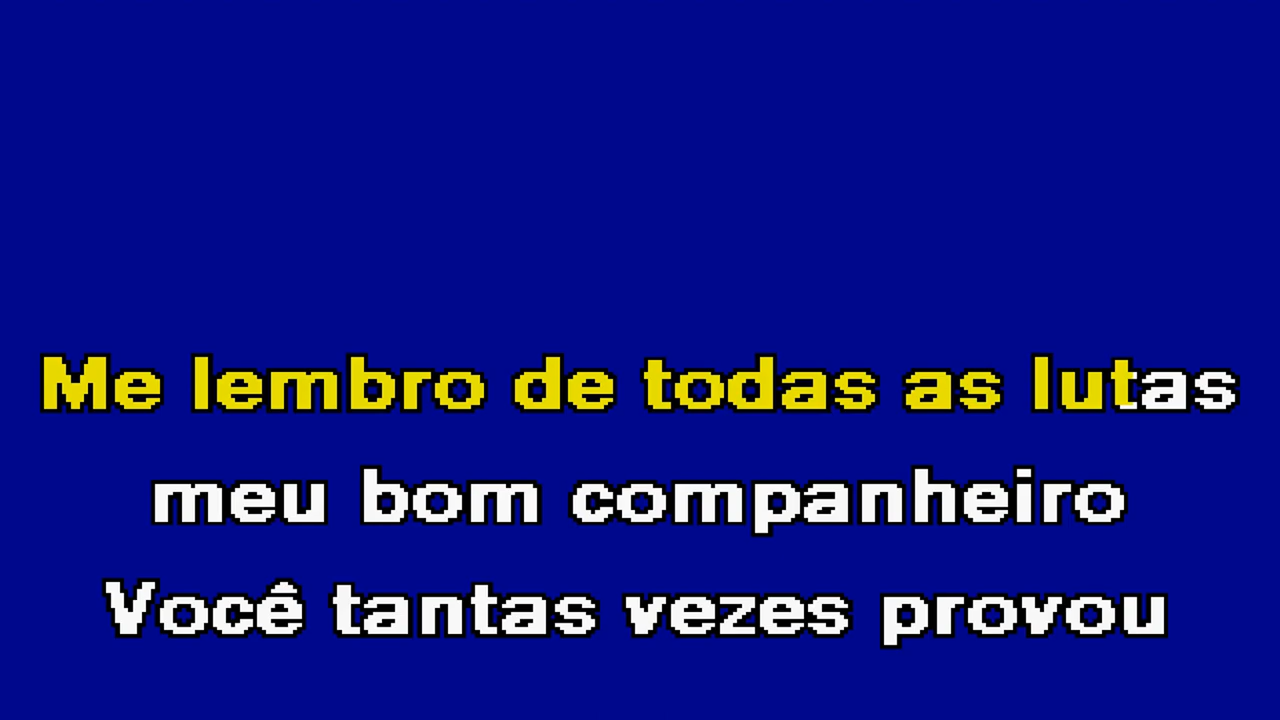 Me lembro de todas as lutas
meu bom companheiro
Você tantas vezes provou